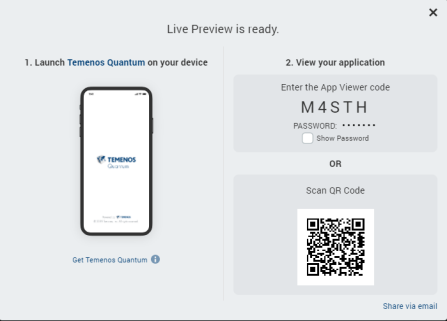 Live Preview is ready.
1. Launch Temenos Quantum on your device
TEMENOS
Quantum
Get Temenos Quantum
2. View your application
Enter the App Viewer code
M4STH
PASSWORD: •••••••
Show Password
OR
Scan QR Code
Share via email